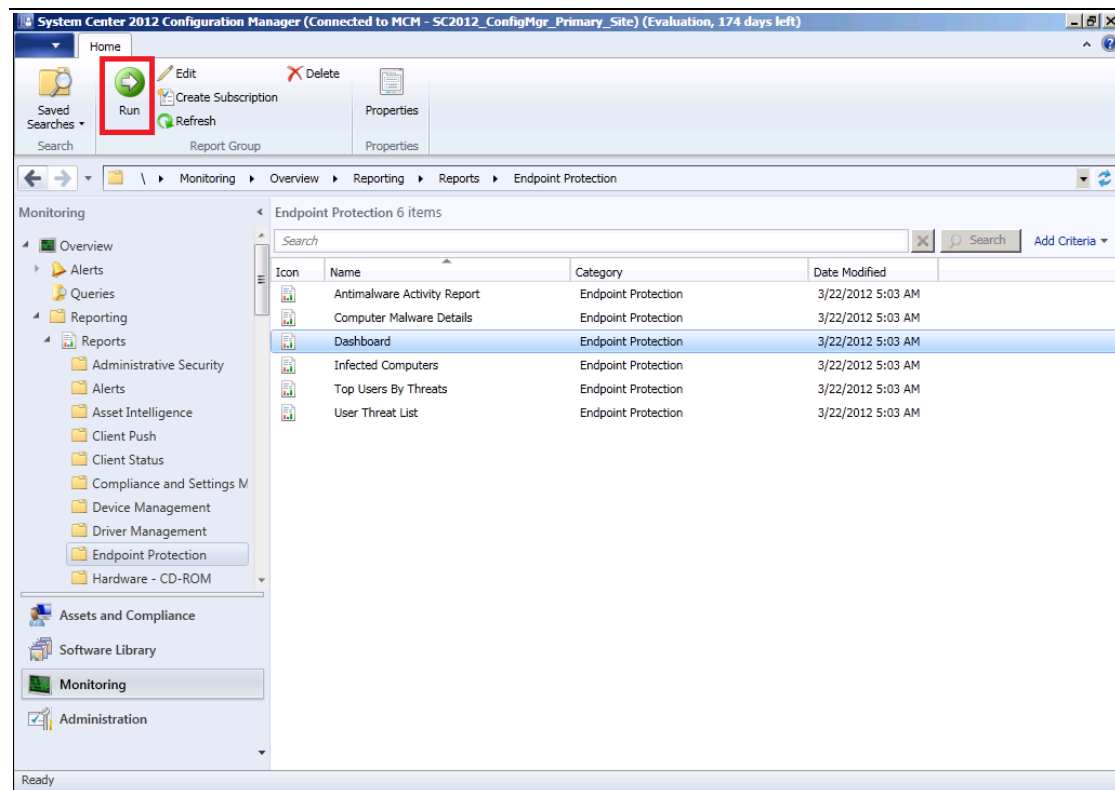 System Center 2012 Configuration Manager (Connected to MCM - SC2012_ConfigMgr_Primary_Site) (Evaluation, 174 days left)
Home
Saved Searches
Run
Edit
Create Subscription
Refresh
Delete
Properties
Search
Report Group
Properties
\ Monitoring Overview Reporting Reports Endpoint Protection
Monitoring
Overview
Alerts
Queries
Reporting
Reports
Administrative Security
Alerts
Asset Intelligence
Client Push
Client Status
Compliance and Settings M
Device Management
Driver Management
Endpoint Protection
Hardware - CD-ROM
Assets and Compliance
Software Library
Monitoring
Administration
Endpoint Protection 6 items
Search
Search
Add Criteria
Icon Name Category Date Modified
Antimalware Activity Report Endpoint Protection 3/22/2012 5:03 AM
Computer Malware Details Endpoint Protection 3/22/2012 5:03 AM
Dashboard Endpoint Protection 3/22/2012 5:03 AM
Infected Computers Endpoint Protection 3/22/2012 5:03 AM
Top Users By Threats Endpoint Protection 3/22/2012 5:03 AM
User Threat List Endpoint Protection 3/22/2012 5:03 AM
Ready